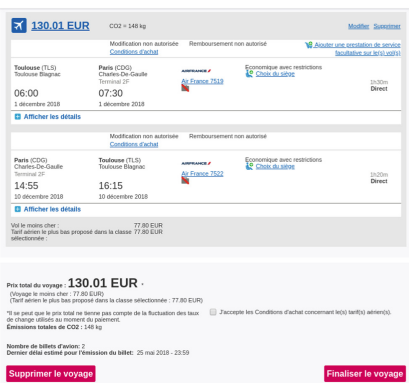 130.01 EUR CO2 = 148 kg Modifier Supprimer
Modification non autorisée Remboursement non autorisé Ajouter une prestation de service
Conditions d'achat facultative sur le(s) vol(s)
Toulouse (TLS) Paris (CDG) AIRFRANCE Economique avec restrictions
Toulouse Blagnac Charles-De-Gaulle Air France 7519 Choix du siège
Terminal 2F 1h30m
06:00 07:30 Direct
1 décembre 2018 1 décembre 2018
Afficher les détails
Modification non autorisée Remboursement non autorisé
Conditions d'achat
Paris (CDG) Toulouse (TLS) AIRFRANCE Economique avec restrictions
Charles-De-Gaulle Toulouse Blagnac Air France 7522 Choix du siège
Terminal 2F 1h20m
14:55 16:15 Direct
10 décembre 2018 10 décembre 2018
Afficher les détails
Vol le moins cher : 77.80 EUR
Tarif aérien le plus bas proposé dans la classe 77.80 EUR
sélectionnée :
Prix total du voyage : 130.01 EUR *
(Voyage le moins cher : 77.80 EUR)
(Tarif aérien le plus bas proposé dans la classe sélectionnée : 77.80 EUR)
*Il se peut que le prix total ne tienne pas compte de la fluctuation des taux J'accepte les Conditions d'achat concernant le(s) tarif(s) aérien(s).
de change utilisés au moment du paiement.
Émissions totales de CO2 : 148 kg
Nombre de billets d'avion: 2
Dernier délai estimé pour l'émission du billet: 25 mai 2018 - 23:59
Supprimer le voyage Finaliser le voyage